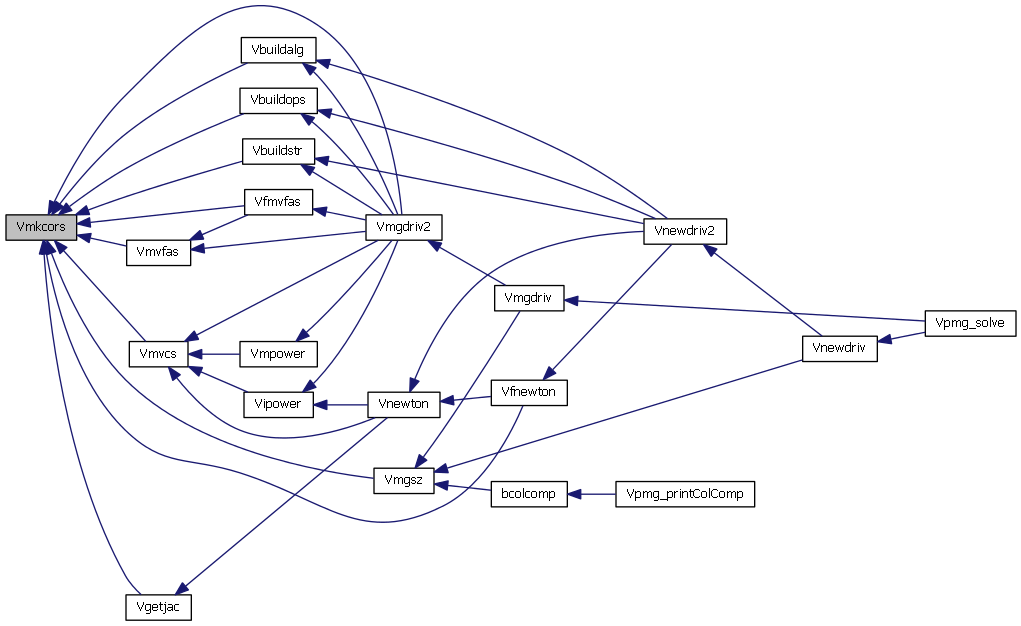 Vbuildalg
Vbuildops
Vbuildstr
Vfmvfas
Vmkcors
Vmgdriv2
Vnewdriv2
Vmvfas
Vmgdriv
Vpmg_solve
Vnewdriv
Vmvcs
Vmpower
Vfnewton
Vipower
Vnewton
Vmgsz
bcolcomp
Vpmg_printColComp
Vgetjac